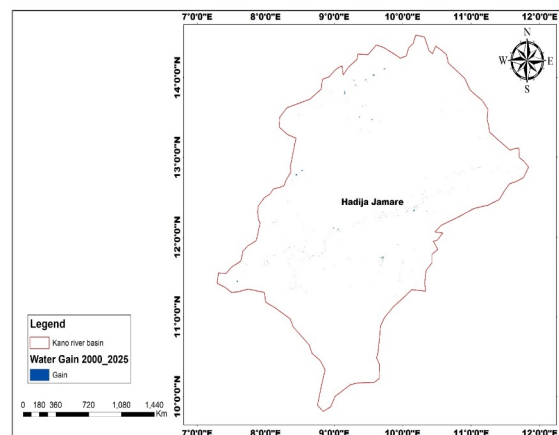 7°0'0"E 8°0'0"E 9°0'0"E 10°0'0"E 11°0'0"E 12°0'0"E
N
W E
S
14°0'0"N
13°0'0"N
Hadija Jamare
12°0'0"N
11°0'0"N
10°0'0"N
Legend
Kano river basin
Water Gain 2000_2025
Gain
0 180 360 720 1,080 1,440
Km
7°0'0"E 8°0'0"E 9°0'0"E 10°0'0"E 11°0'0"E 12°0'0"E